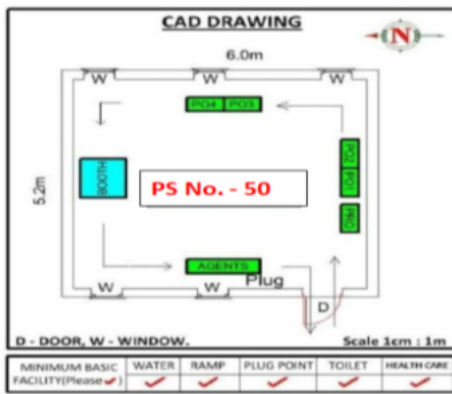 CAD DRAWING
N
6.0m
W W W
PO4 PO3
5.2m
BOOTH
PO2 PO1
PS No. - 50
PRO
AGENTS
Plug
W W
D
D - DOOR, W - WINDOW.
Scale 1cm : 1m
MINIMUM BASIC FACILITY(Please ✓)
WATER
RAMP
PLUG POINT
TOILET
HEALTH CARE
✓ ✓ ✓ ✓ ✓